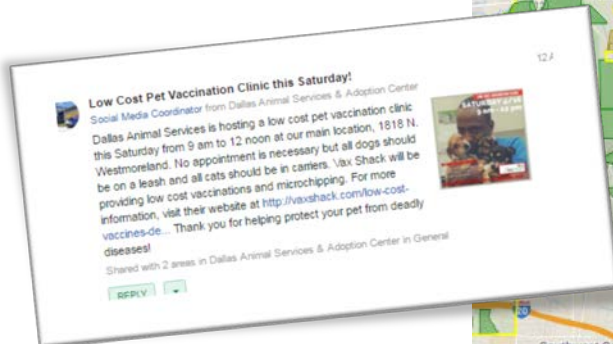 12 A
Low Cost Pet Vaccination Clinic this Saturday!
Social Media Coordinator from Dallas Animal Services & Adoption Center
Dallas Animal Services is hosting a low cost pet vaccination clinic
this Saturday from 9 am to 12 noon at our main location, 1818 N.
Westmoreland. No appointment is necessary but all dogs should
be on a leash and all cats should be in carriers. Vax Shack will be
providing low cost vaccinations and microchipping. For more
information, visit their website at http://vaxshack.com/low-cost-
vaccines-de... Thank you for helping protect your pet from deadly
diseases!
Shared with 2 areas in Dallas Animal Services & Adoption Center in General
REPLY
20